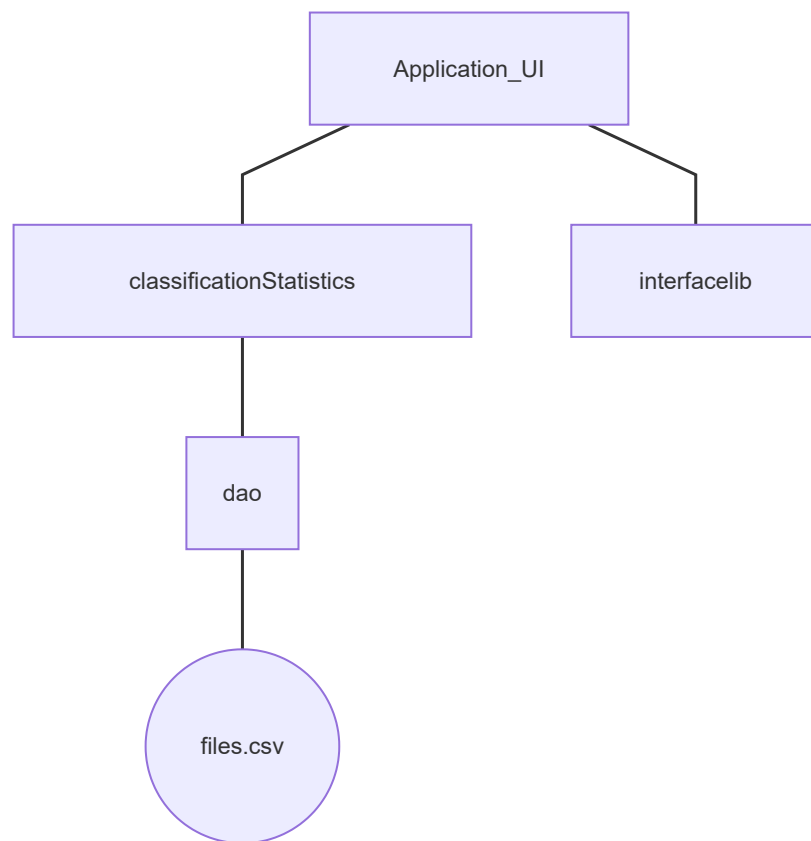 Application_UI
classificationStatistics
interfacelib
dao
files.csv